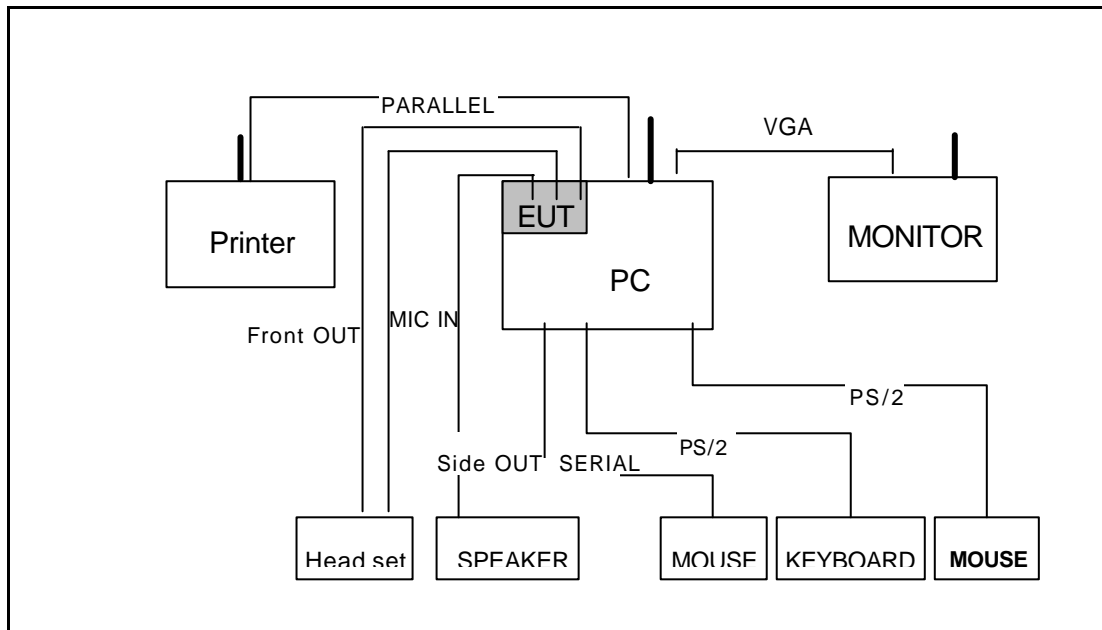 PARALLEL
VGA
EUT
Printer
MONITOR
PC
MIC IN
Front OUT
PS/2
PS/2
Side OUT
SERIAL
Head set
SPEAKER
MOUSE
KEYBOARD
MOUSE